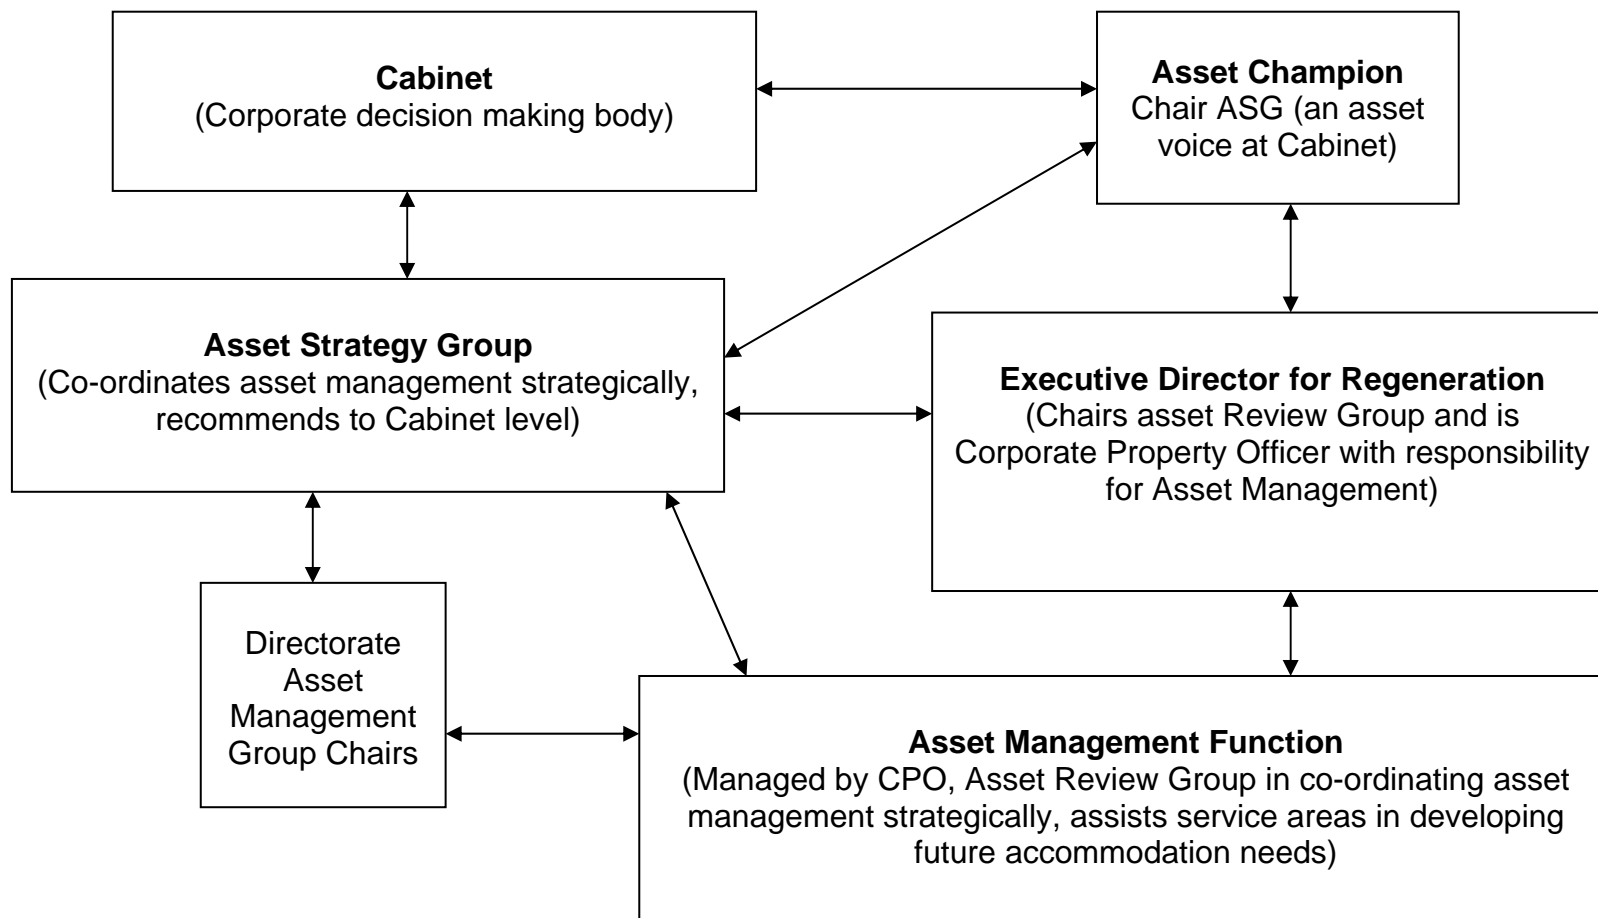 Cabinet
(Corporate decision making body)
Asset Champion
Chair ASG (an asset
voice at Cabinet)
Asset Strategy Group
(Co-ordinates asset management strategically,
recommends to Cabinet level)
Executive Director for Regeneration
(Chairs asset Review Group and is
Corporate Property Officer with responsibility
for Asset Management)
Directorate
Asset
Management
Group Chairs
Asset Management Function
(Managed by CPO, Asset Review Group in co-ordinating asset
management strategically, assists service areas in developing
future accommodation needs)